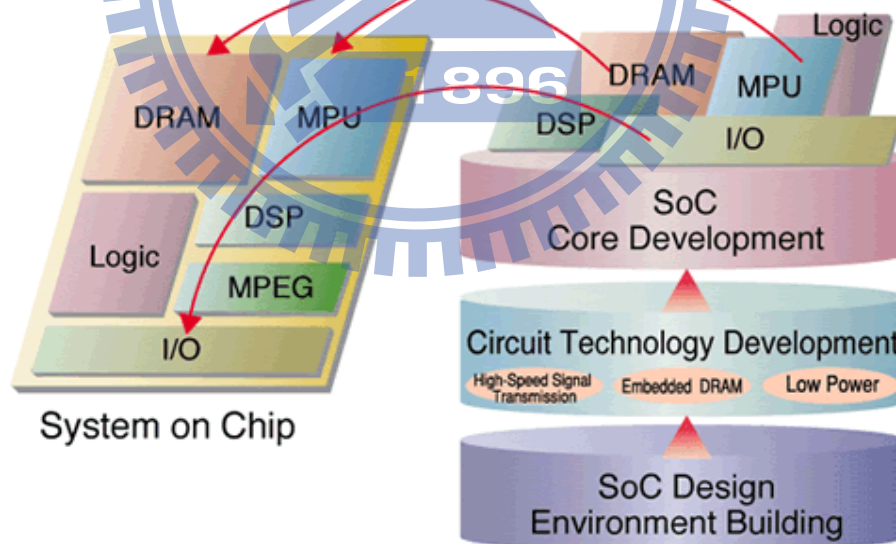 DRAM
MPU
DSP
Logic
MPEG
I/O
System on Chip
1896
Logic
DRAM
MPU
DSP
I/O
SoC
Core Development
Circuit Technology Development
High-Speed Signal
Transmission
Embedded DRAM
Low Power
SoC Design
Environment Building